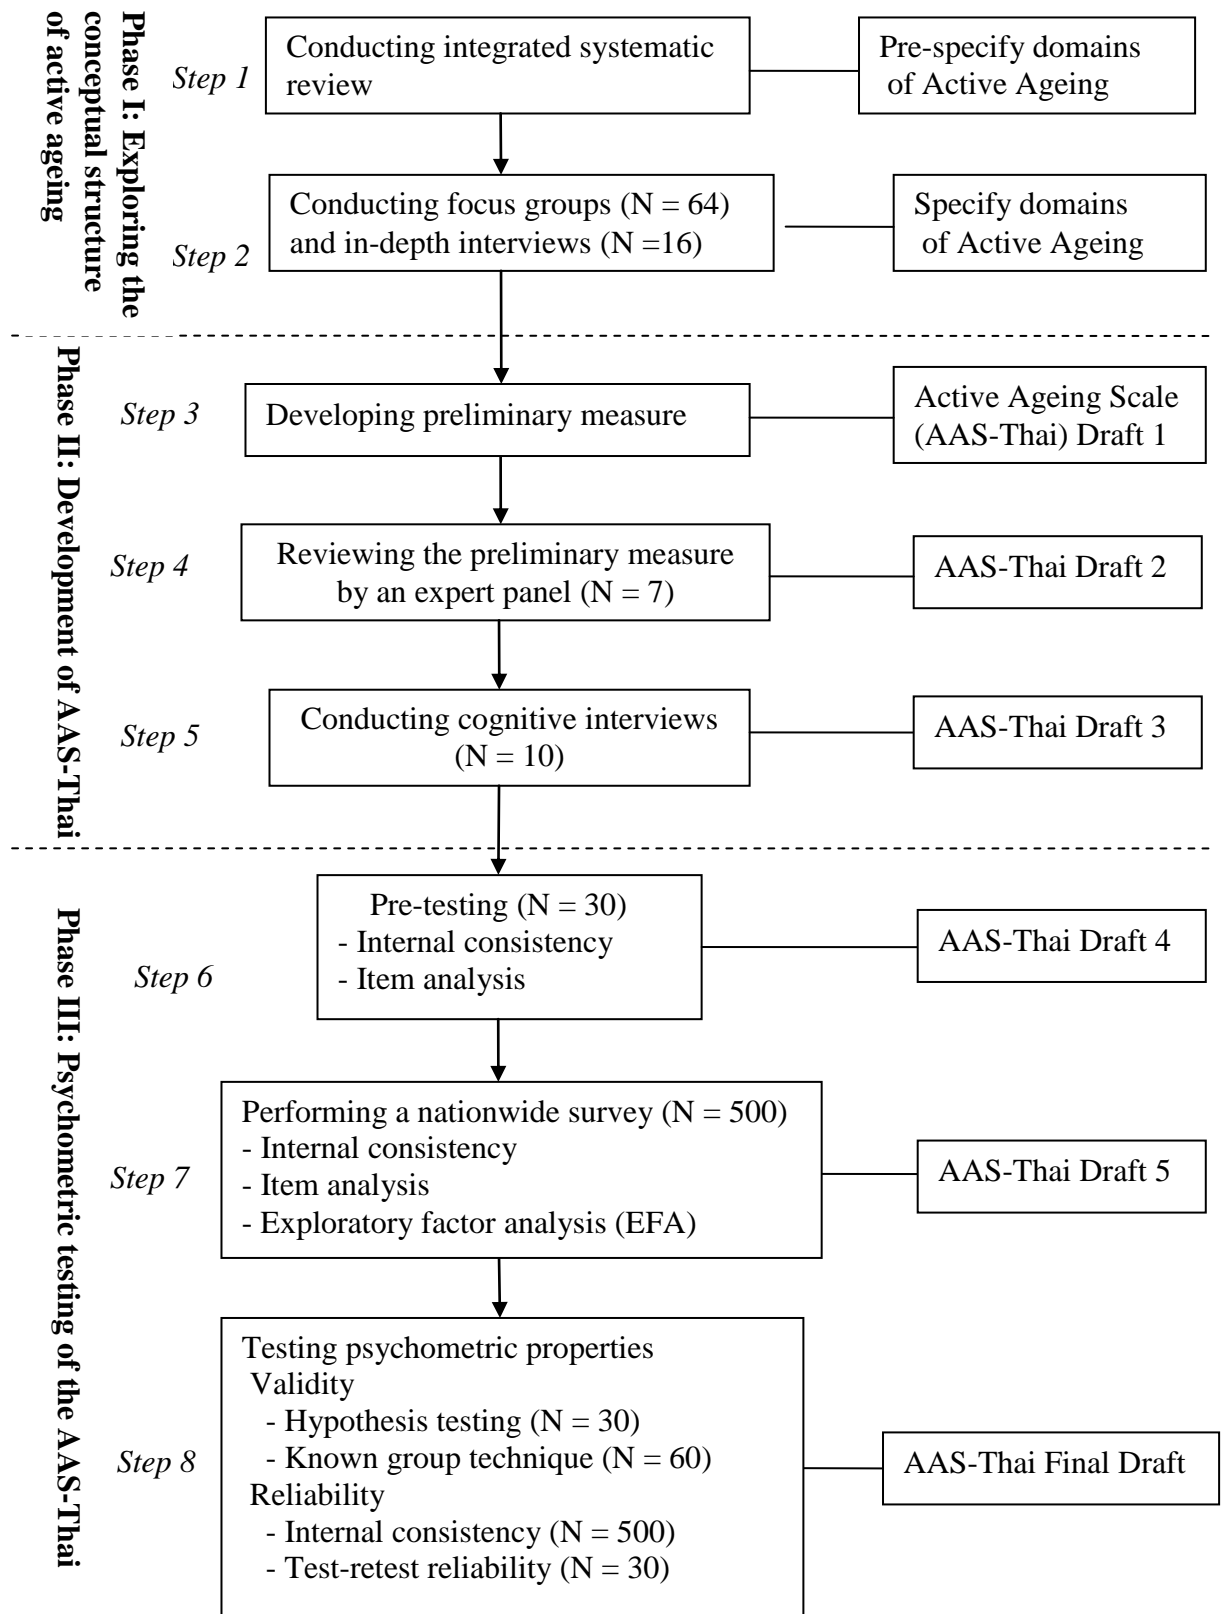 Phase I: Exploring the
conceptual structure
of active ageing
Step 1
Conducting integrated systematic
review
Pre-specify domains
of Active Ageing
Step 2
Conducting focus groups (N = 64)
and in-depth interviews (N =16)
Specify domains
of Active Ageing
Phase II: Development of AAS-Thai
Step 3
Developing preliminary measure
Active Ageing Scale
(AAS-Thai) Draft 1
Step 4
Reviewing the preliminary measure
by an expert panel (N = 7)
AAS-Thai Draft 2
Step 5
Conducting cognitive interviews
(N = 10)
AAS-Thai Draft 3
Phase III: Psychometric testing of the AAS-Thai
Step 6
Pre-testing (N = 30)
- Internal consistency
- Item analysis
AAS-Thai Draft 4
Step 7
Performing a nationwide survey (N = 500)
- Internal consistency
- Item analysis
- Exploratory factor analysis (EFA)
AAS-Thai Draft 5
Step 8
Testing psychometric properties
Validity
- Hypothesis testing (N = 30)
- Known group technique (N = 60)
Reliability
- Internal consistency (N = 500)
- Test-retest reliability (N = 30)
AAS-Thai Final Draft